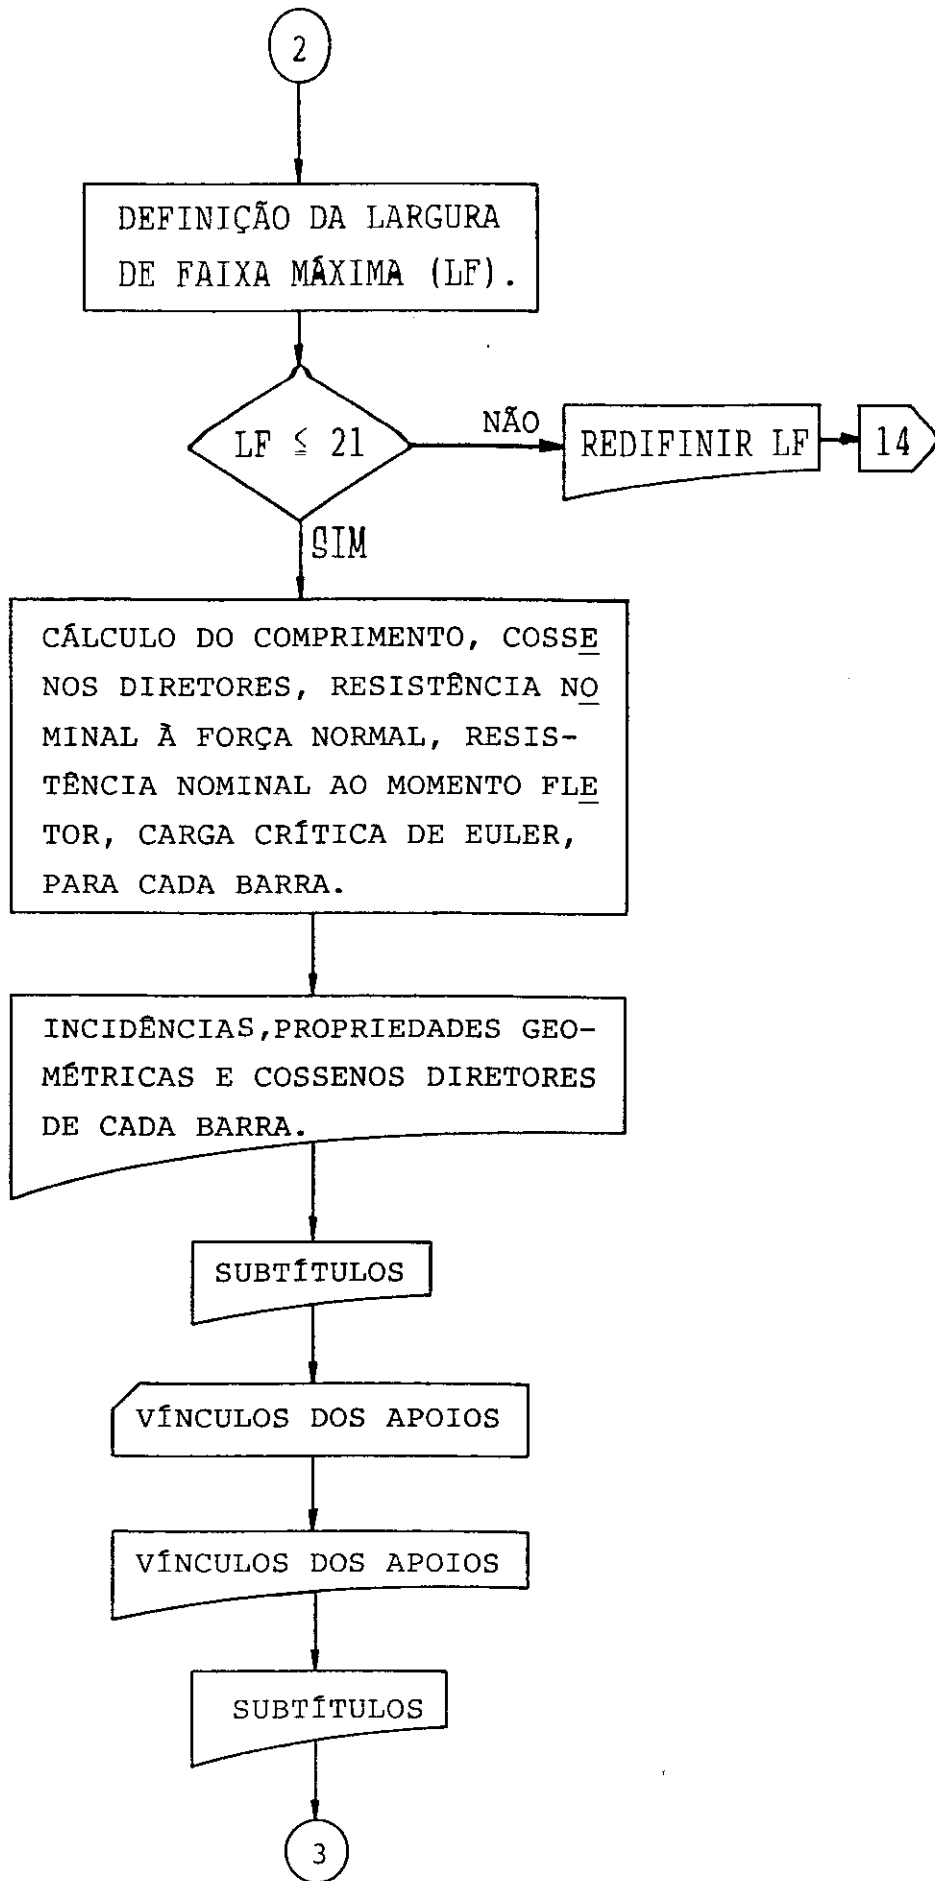 2
DEFINIÇÃO DA LARGURA
DE FAIXA MÁXIMA (LF).
LF ≦ 21
NÃO
REDIFINIR LF
14
SIM
CÁLCULO DO COMPRIMENTO, COSSE
NOS DIRETORES, RESISTÊNCIA NO
MINAL À FORÇA NORMAL, RESIS-
TÊNCIA NOMINAL AO MOMENTO FLE
TOR, CARGA CRÍTICA DE EULER,
PARA CADA BARRA.
INCIDÊNCIAS,PROPRIEDADES GEO-
MÉTRICAS E COSSENOS DIRETORES
DE CADA BARRA.
SUBTÍTULOS
VÍNCULOS DOS APOIOS
VÍNCULOS DOS APOIOS
SUBTÍTULOS
3